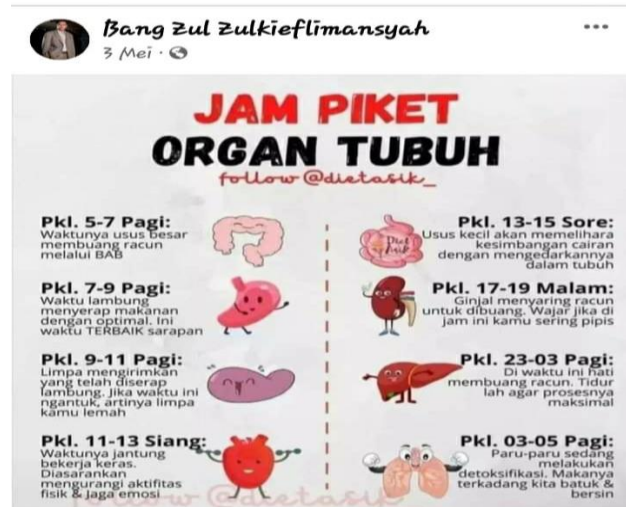 Bang Zul Zulkieflimansyah
3 Mei ·
JAM PIKET
ORGAN TUBUH
follow @dietasik_
Pkl. 5-7 Pagi:
Waktunya usus besar
membuang racun
melalui BAB
Pkl. 7-9 Pagi:
Waktu lambung
menyerap makanan
dengan optimal. Ini
waktu TERBAIK sarapan
Pkl. 9-11 Pagi:
Limpa mengirimkan
yang telah diserap
lambung. Jika waktu ini
ngantuk, artinya limpa
kamu lemah
Pkl. 11-13 Siang:
Waktunya jantung
bekerja keras.
Diasarankan
mengurangi aktifitas
fisik & Jaga emosi
Pkl. 13-15 Sore:
Usus kecil akan memelihara
kesimbangan cairan
dengan mengedarkannya
dalam tubuh
Pkl. 17-19 Malam:
Ginjal menyaring racun
untuk dibuang. Wajar jika di
jam ini kamu sering pipis
Pkl. 23-03 Pagi:
Di waktu ini hati
membuang racun. Tidur
lah agar prosesnya
maksimal
Pkl. 03-05 Pagi:
Paru-paru sedang
melakukan
detoksifikasi. Makanya
terkadang kita batuk &
bersin
follow @dietasik